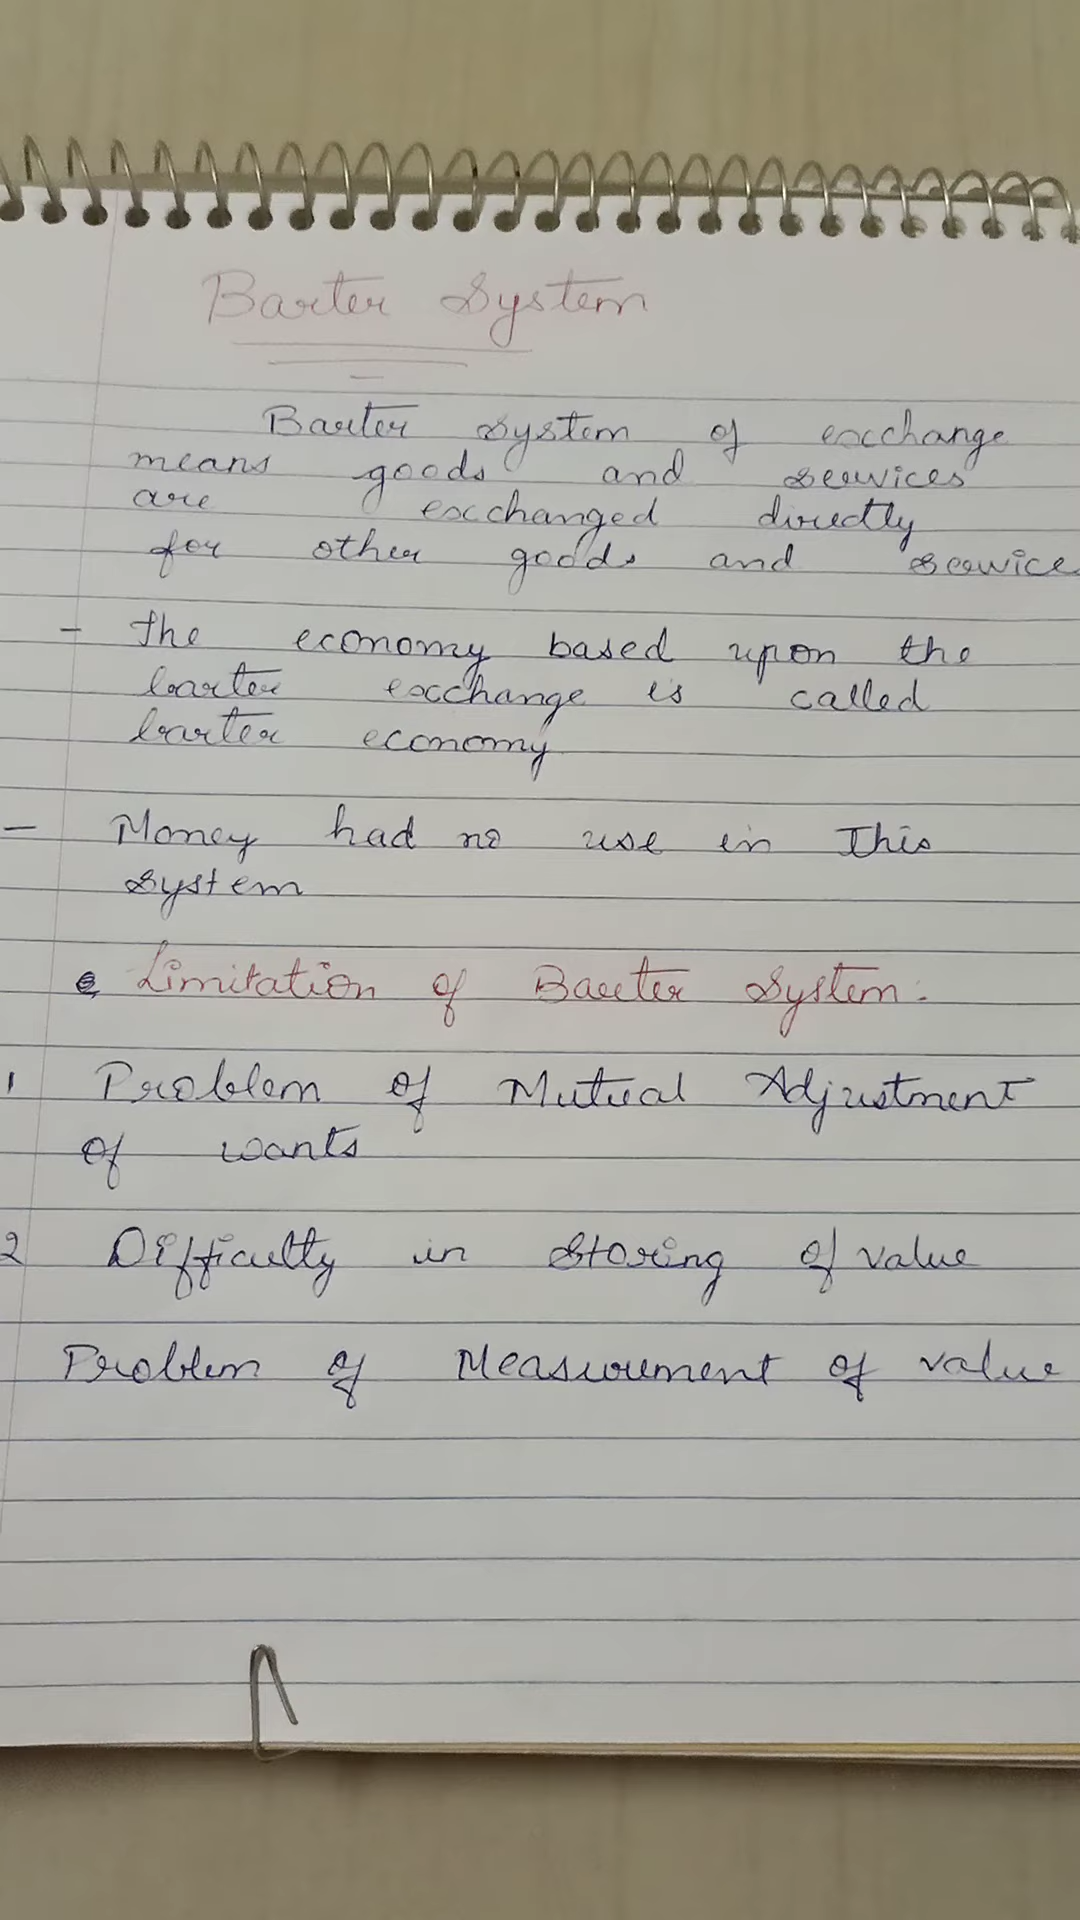 Barter System
Barter system of exchange
means goods and services
are exchanged directly
for other goods and service
- The economy based upon the
barter exchange is called
barter economy
- Money had no use in This
system
Limitation of Barter System.
1 Problem of Mutual Adjustment
of wants
2 Difficulty in Storing of value
Problem of Measurement of value